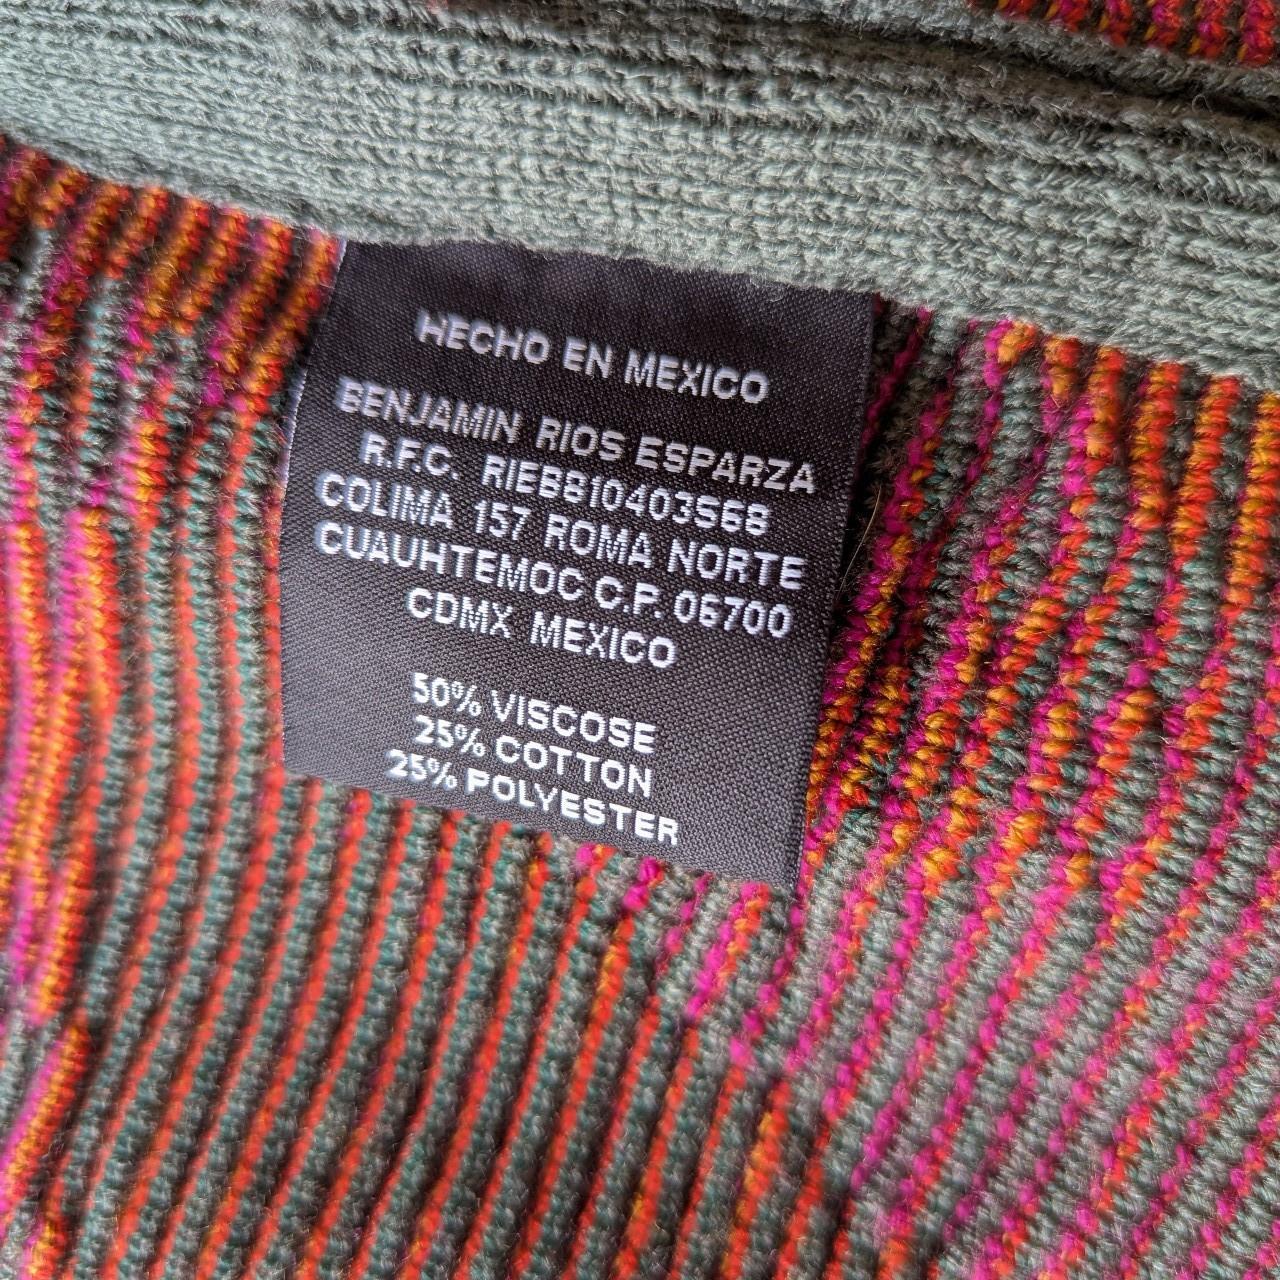 HECHO EN MEXICO
BENJAMIN RIOS ESPARZA
R.F.C. RIEB810403S68
COLIMA 157 ROMA NORTE
CUAUHTEMOC C.P. 06700
CDMX MEXICO
50% VISCOSE
25% COTTON
25% POLYESTER